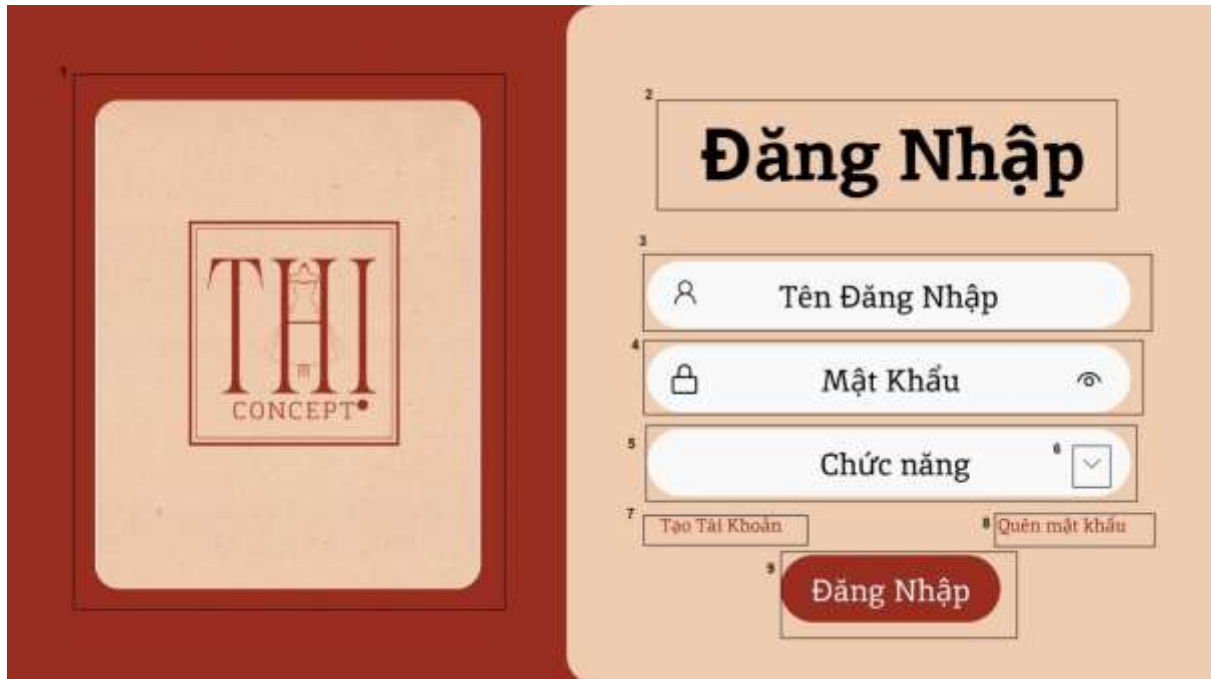 1
THI
CONCEPT
2
Đăng Nhập
3
Tên Đăng Nhập
4
Mật Khẩu
5
Chức năng
6
7
Tạo Tài Khoản
8
Quên mật khẩu
9
Đăng Nhập